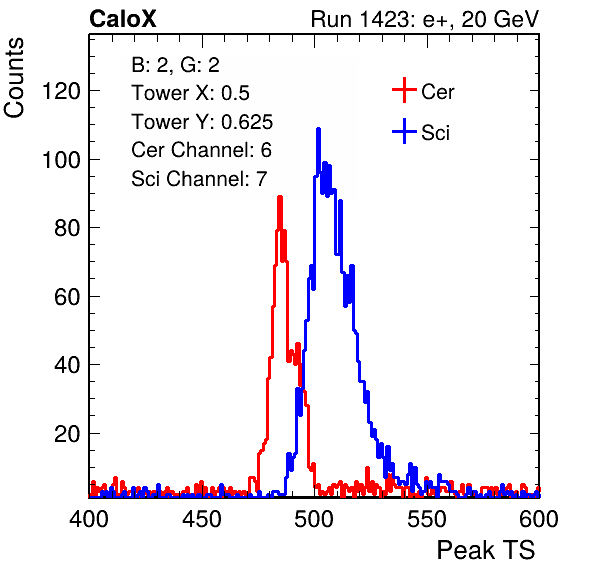 CaloX Run 1423: e+, 20 GeV
Counts
B: 2, G: 2
Tower X: 0.5
Tower Y: 0.625
Cer Channel: 6
Sci Channel: 7
Cer
Sci
120
100
80
60
40
20
400 450 500 550 600
Peak TS